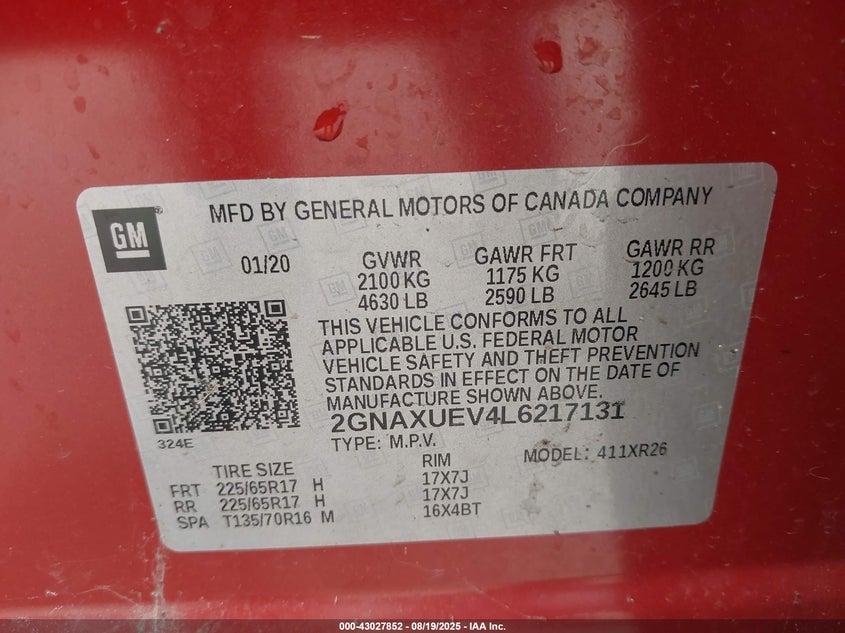 GM
MFD BY GENERAL MOTORS OF CANADA COMPANY
01/20
GVWR
2100 KG
4630 LB
GAWR FRT
1175 KG
2590 LB
GAWR RR
1200 KG
2645 LB
THIS VEHICLE CONFORMS TO ALL
APPLICABLE U.S. FEDERAL MOTOR
VEHICLE SAFETY AND THEFT PREVENTION
STANDARDS IN EFFECT ON THE DATE OF
MANUFACTURE SHOWN ABOVE.
2GNAXUEV4L6217131
324E
TYPE: M.P.V.
MODEL: 411XR26
TIRE SIZE RIM
FRT 225/65R17 H 17X7J
RR 225/65R17 H 17X7J
SPA T135/70R16 M 16X4BT
000-43027852 — 08/19/2025 - IAA Inc.